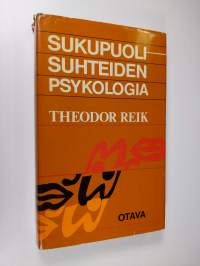 SUKUPUOLI
SUHTEIDEN
PSYKOLOGIA
THEODOR REIK
OTAVA